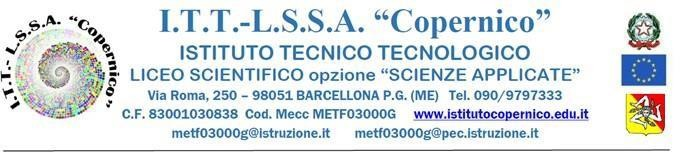 I.T.T.-L.S.S.A. “Copernico”
I.T.T.-L.S.S.A. “Copernico”
ISTITUTO TECNICO TECNOLOGICO
LICEO SCIENTIFICO opzione “SCIENZE APPLICATE”
Via Roma, 250 – 98051 BARCELLONA P.G. (ME) Tel. 090/9797333
C.F. 83001030838 Cod. Mecc METF03000G www.istitutocopernico.edu.it
metf03000g@istruzione.it metf03000g@pec.istruzione.it